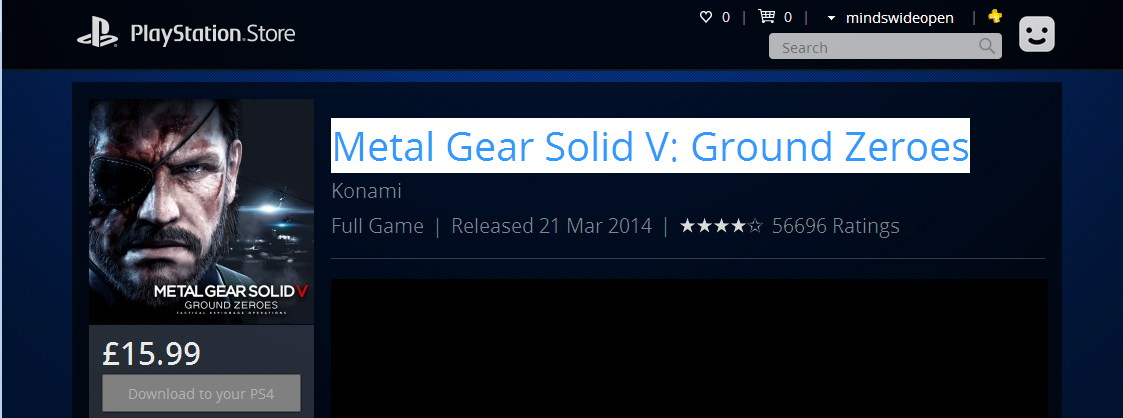 PlayStation.Store
0 | 0 | mindswideopen |
Search
Metal Gear Solid V: Ground Zeroes
Konami
Full Game | Released 21 Mar 2014 | ★★★★☆ 56696 Ratings
METAL GEAR SOLID V
GROUND ZEROES
TACTICAL ESPIONAGE OPERATIONS
£15.99
Download to your PS4